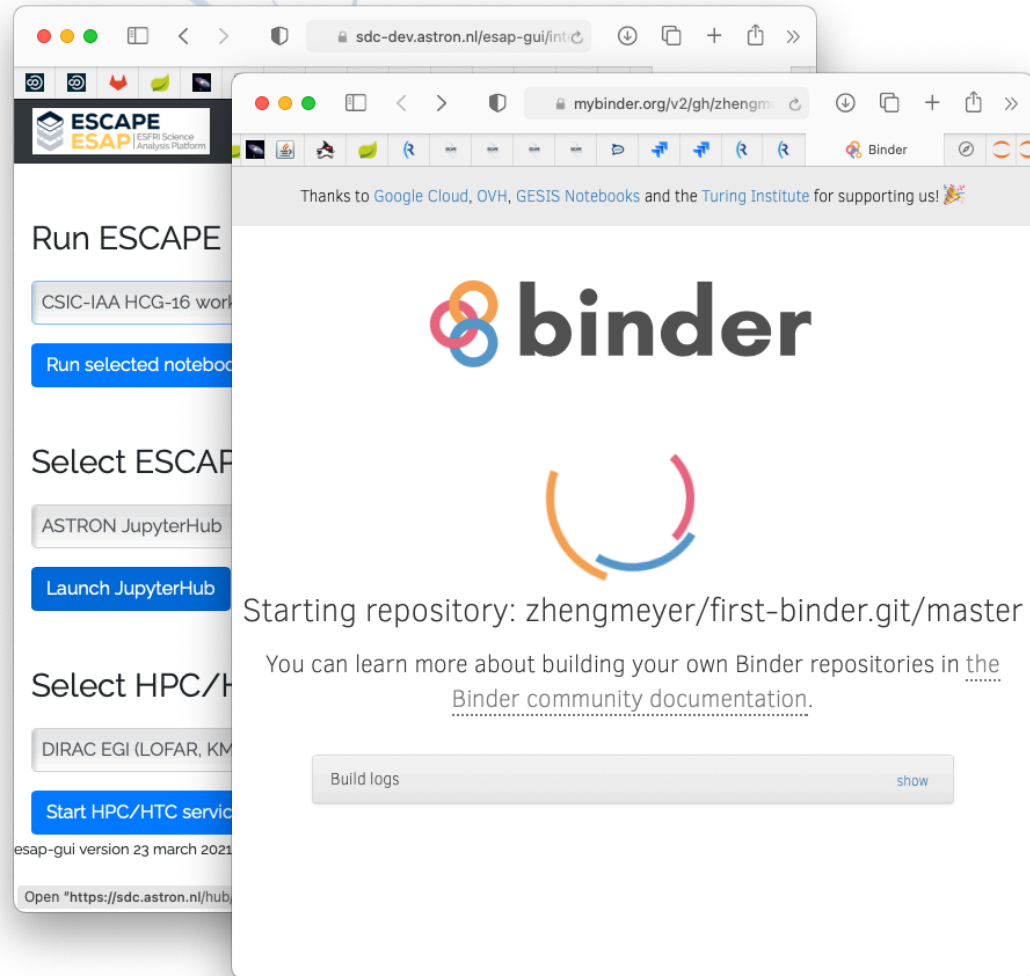 sdc-dev.astron.nl/esap-gui/int
ESCAPE
ESAP
ESFRI Science
Analysis Platform
Run ESCAPE
CSIC-IAA HCG-16 work
Run selected noteboo
Select ESCAP
ASTRON JupyterHub
Launch JupyterHub
Select HPC/H
DIRAC EGI (LOFAR, KM
Start HPC/HTC servic
esap-gui version 23 march 2021
Open "https://sdc.astron.nl/hub/
mybinder.org/v2/gh/zhengm
Binder
Thanks to Google Cloud, OVH, GESIS Notebooks and the Turing Institute for supporting us!
binder
Starting repository: zhengmeyer/first-binder.git/master
You can learn more about building your own Binder repositories in the
Binder community documentation.
Build logs
show